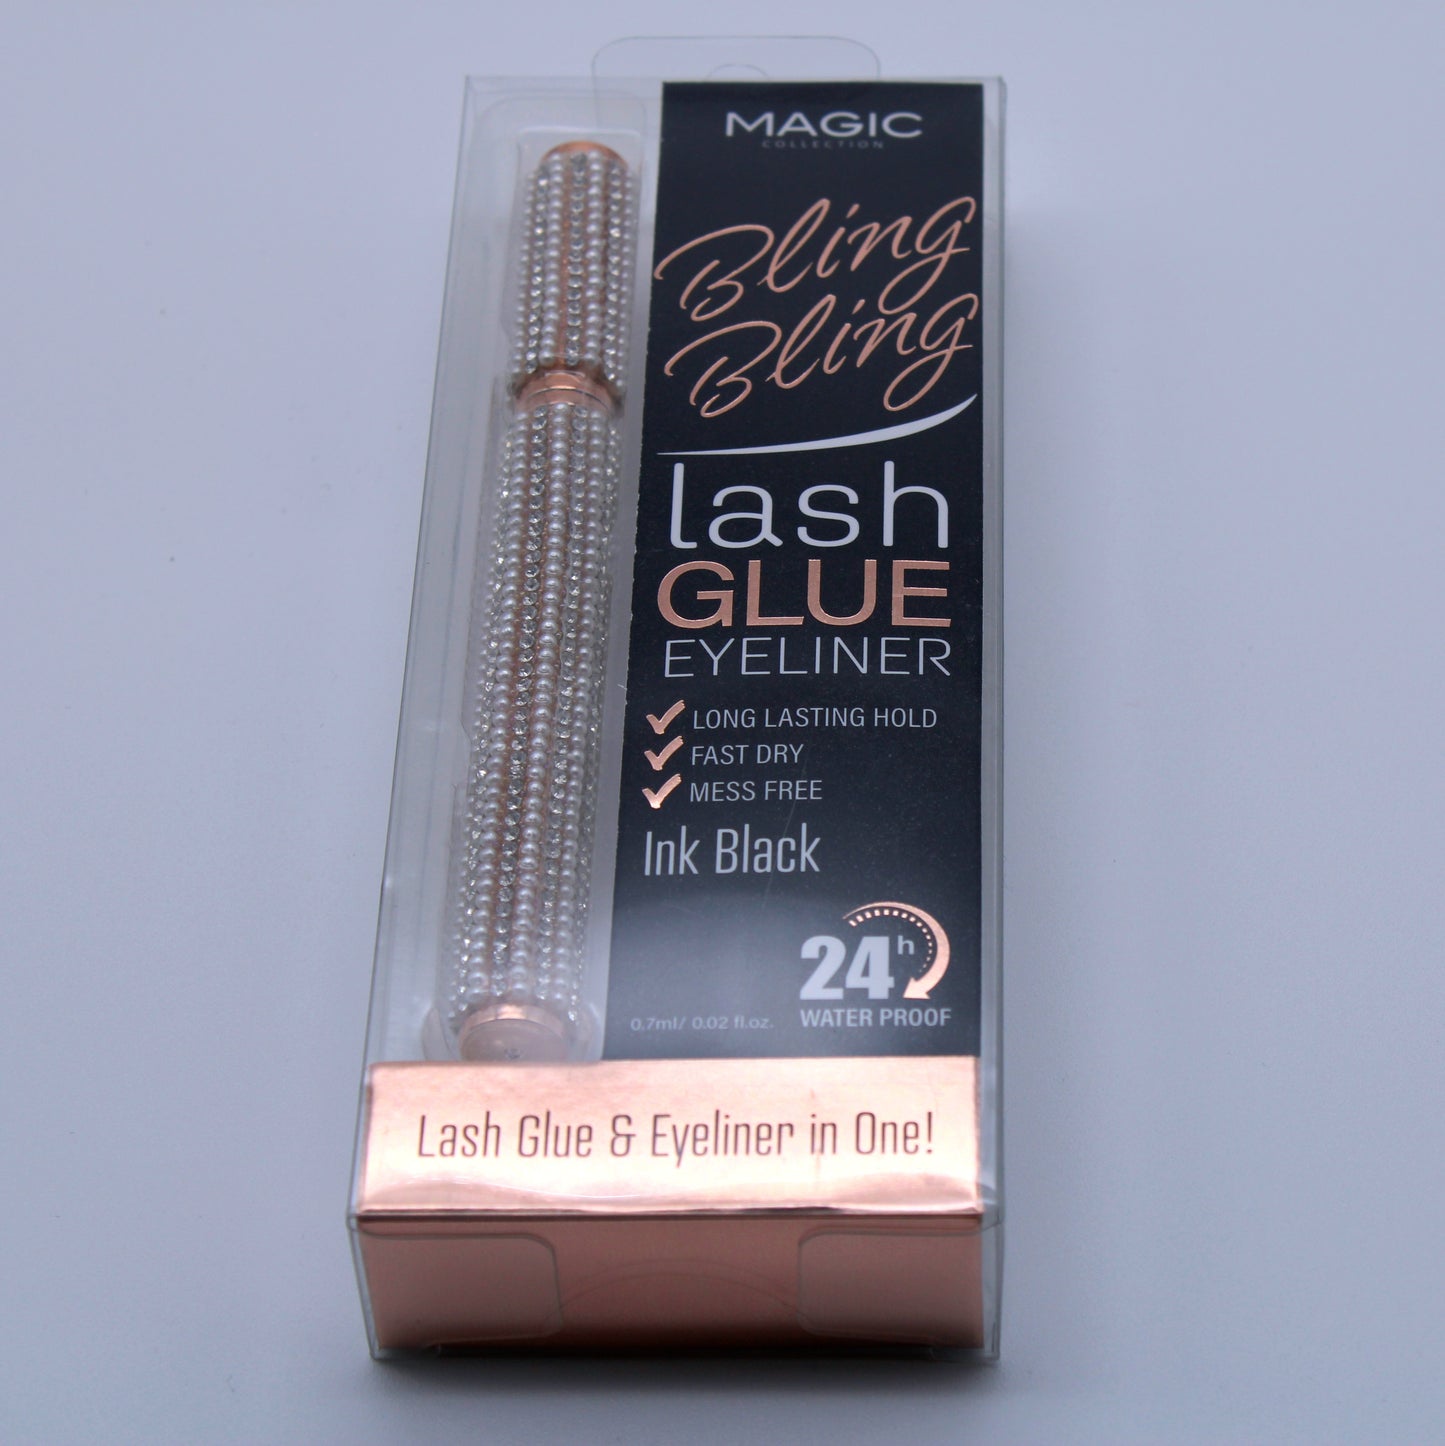 MAGIC
COLLECTION
Bling
Bling
lash
GLUE
EYELINER
LONG LASTING HOLD
FAST DRY
MESS FREE
Ink Black
24h
WATER PROOF
0.7ml/ 0.02 fl.oz.
Lash Glue & Eyeliner in One!